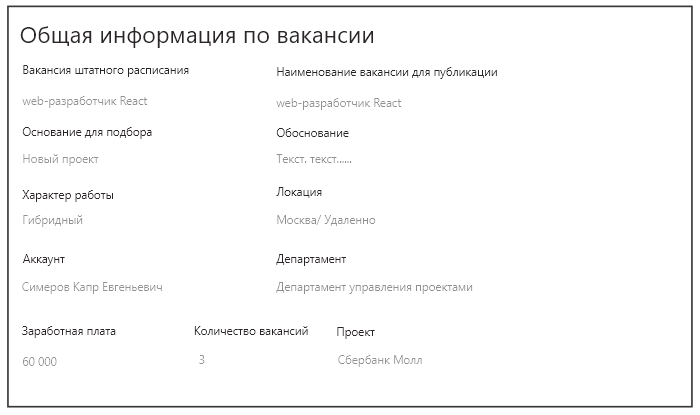 Общая информация по вакансии
Вакансия штатного расписания
Наименование вакансии для публикации
web-разработчик React
web-разработчик React
Основание для подбора
Обоснование
Новый проект
Текст. текст......
Характер работы
Локация
Гибридный
Москва/ Удаленно
Аккаунт
Департамент
Симеров Капр Евгеньевич
Департамент управления проектами
Заработная плата
Количество вакансий
Проект
60 000
3
Сбербанк Молл